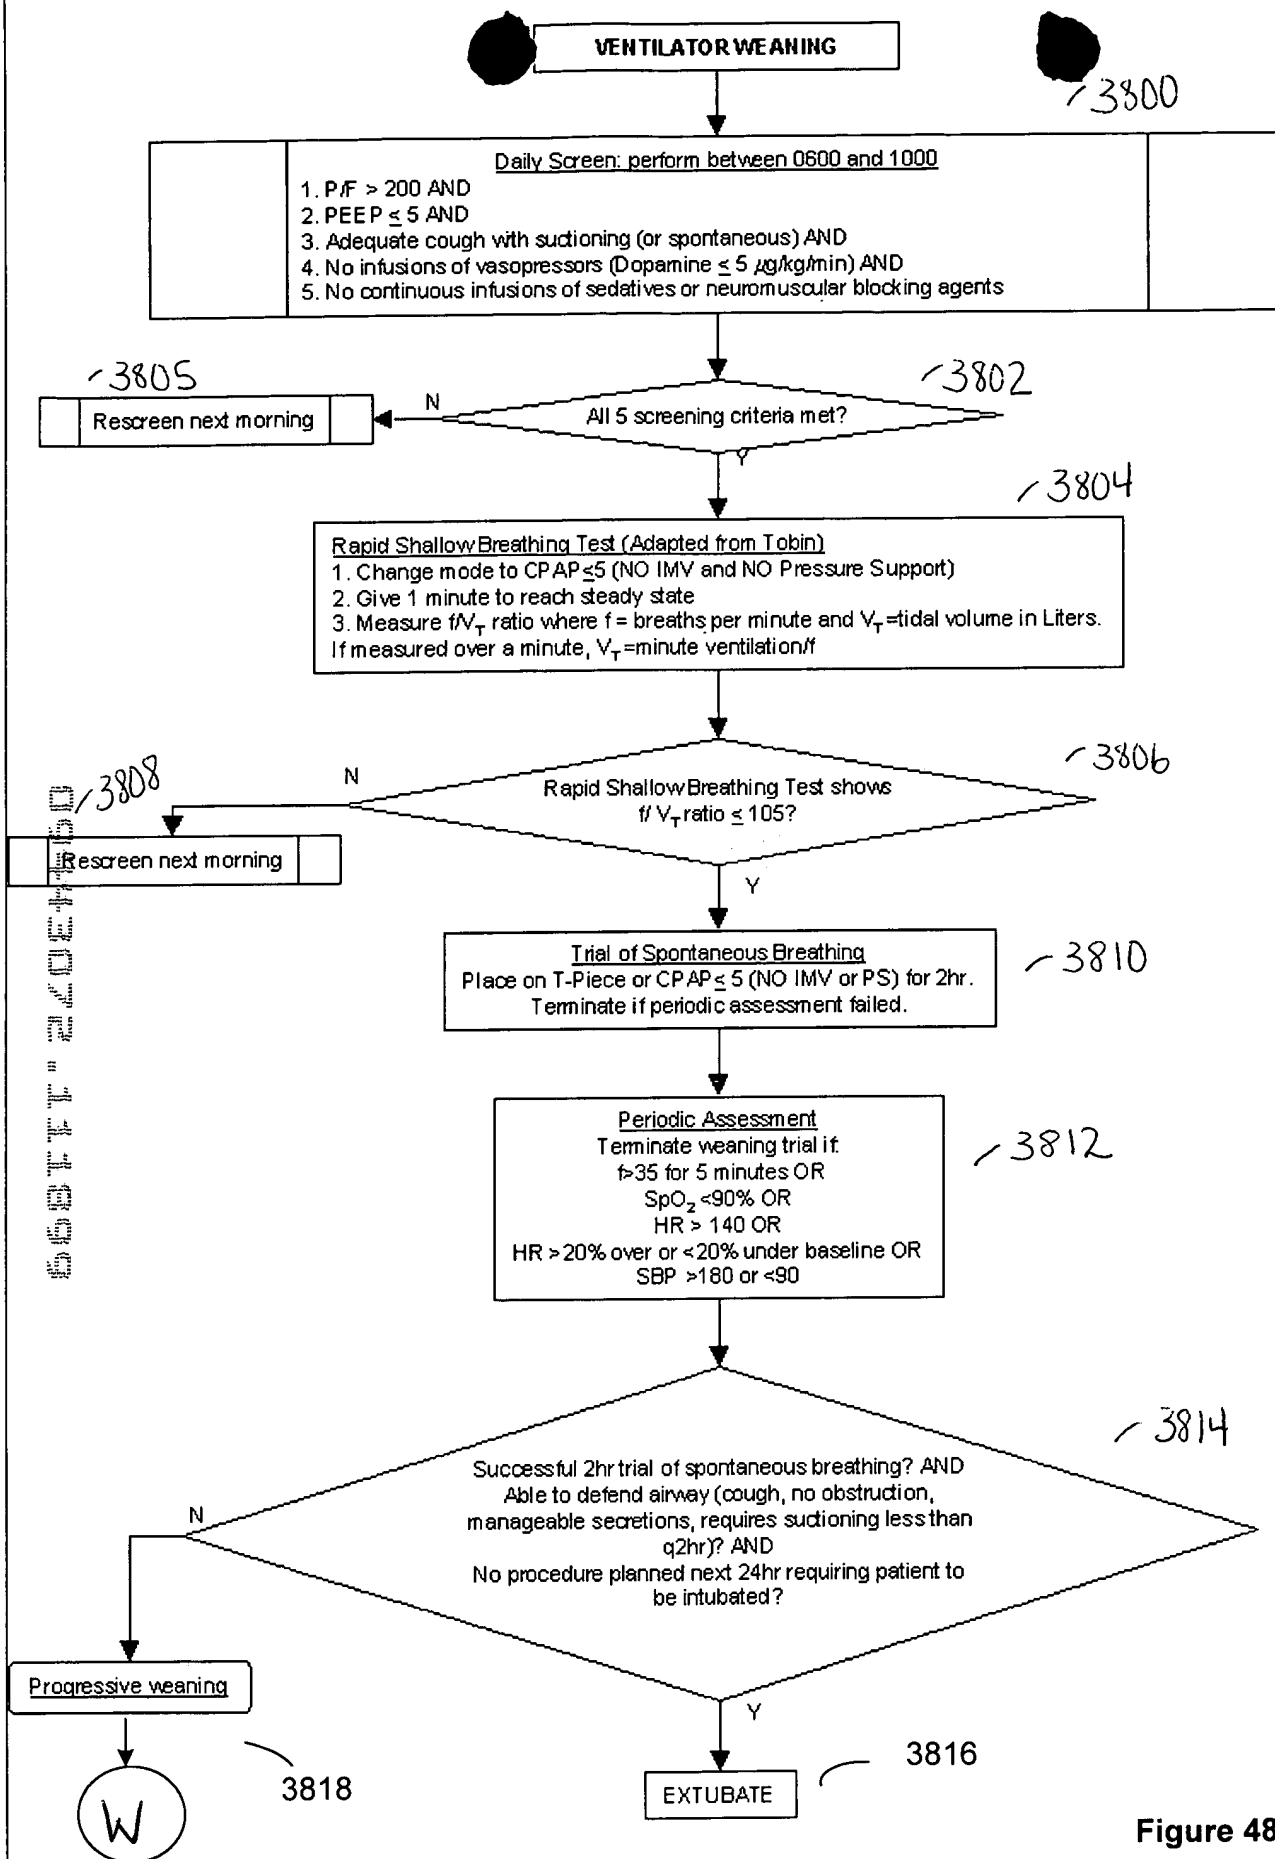 VENTILATOR WEANING
3800
Daily Screen: perform between 0600 and 1000
1. P/F > 200 AND
2. PEEP ≤ 5 AND
3. Adequate cough with suctioning (or spontaneous) AND
4. No infusions of vasopressors (Dopamine ≤ 5 µg/kg/min) AND
5. No continuous infusions of sedatives or neuromuscular blocking agents
3805
3802
Rescreen next morning
N
All 5 screening criteria met?
Y
3804
Rapid Shallow Breathing Test (Adapted from Tobin)
1. Change mode to CPAP≤5 (NO IMV and NO Pressure Support)
2. Give 1 minute to reach steady state
3. Measure f/V_T ratio where f = breaths per minute and V_T=tidal volume in Liters.
If measured over a minute, V_T=minute ventilation/f
3806
3808
N
Rapid Shallow Breathing Test shows
f/ V_T ratio ≤ 105?
Rescreen next morning
Y
Trial of Spontaneous Breathing
Place on T-Piece or CPAP≤ 5 (NO IMV or PS) for 2hr.
Terminate if periodic assessment failed.
3810
Periodic Assessment
Terminate weaning trial if:
f>35 for 5 minutes OR
SpO₂ <90% OR
HR > 140 OR
HR >20% over or <20% under baseline OR
SBP >180 or <90
3812
3814
Successful 2hr trial of spontaneous breathing? AND
Able to defend airway (cough, no obstruction,
manageable secretions, requires suctioning less than
q2hr)? AND
No procedure planned next 24hr requiring patient to
be intubated?
N
Progressive weaning
Y
3818
W
EXTUBATE
3816
Figure 48